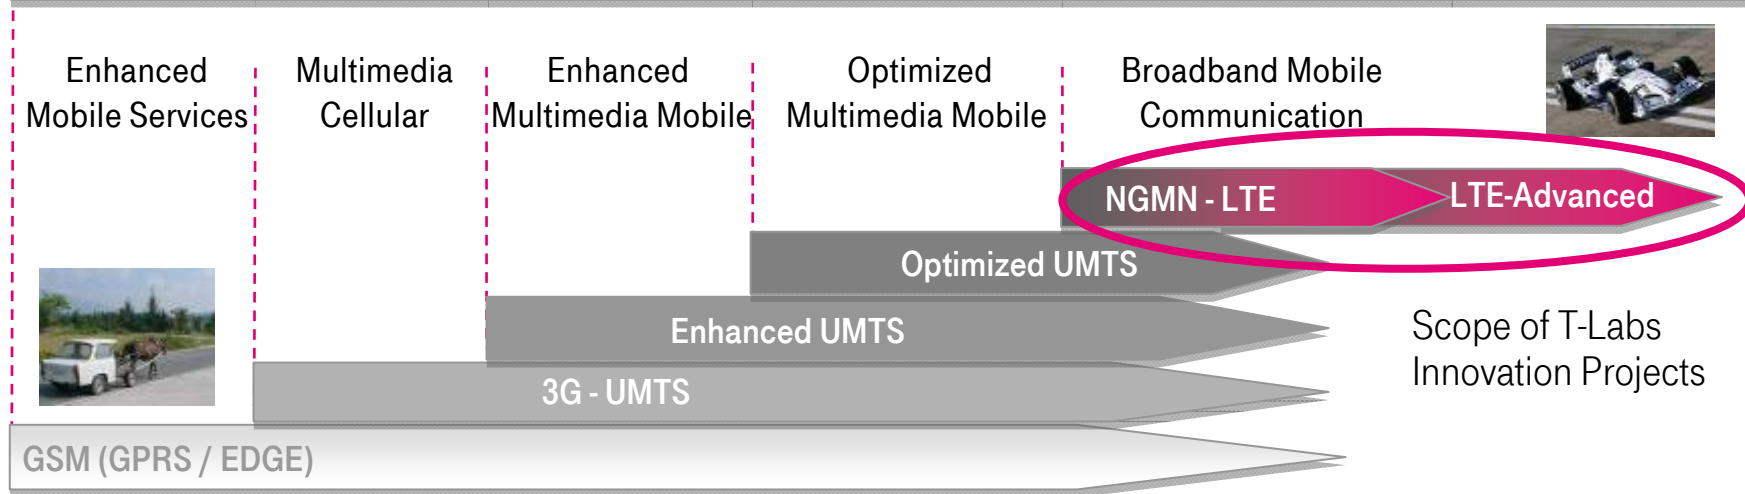 Enhanced
Mobile Services
Multimedia
Cellular
Enhanced
Multimedia Mobile
Optimized
Multimedia Mobile
Broadband Mobile
Communication
NGMN - LTE
LTE-Advanced
Optimized UMTS
Enhanced UMTS
Scope of T-Labs
Innovation Projects
3G - UMTS
GSM (GPRS / EDGE)